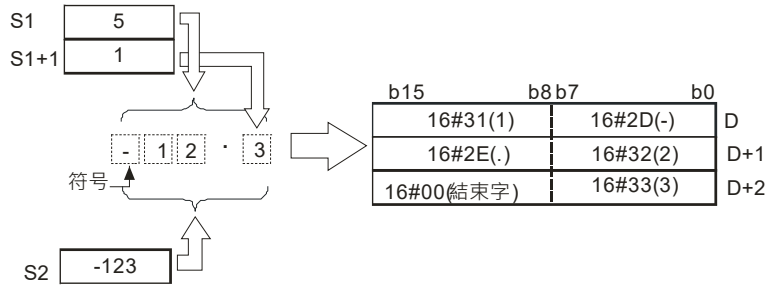 S1 5
S1+1 1
- 1 2 . 3
符号
S2 -123
b15 b8 b7 b0
16#31(1) 16#2D(-) D
16#2E(.) 16#32(2) D+1
16#00(結束字) 16#33(3) D+2